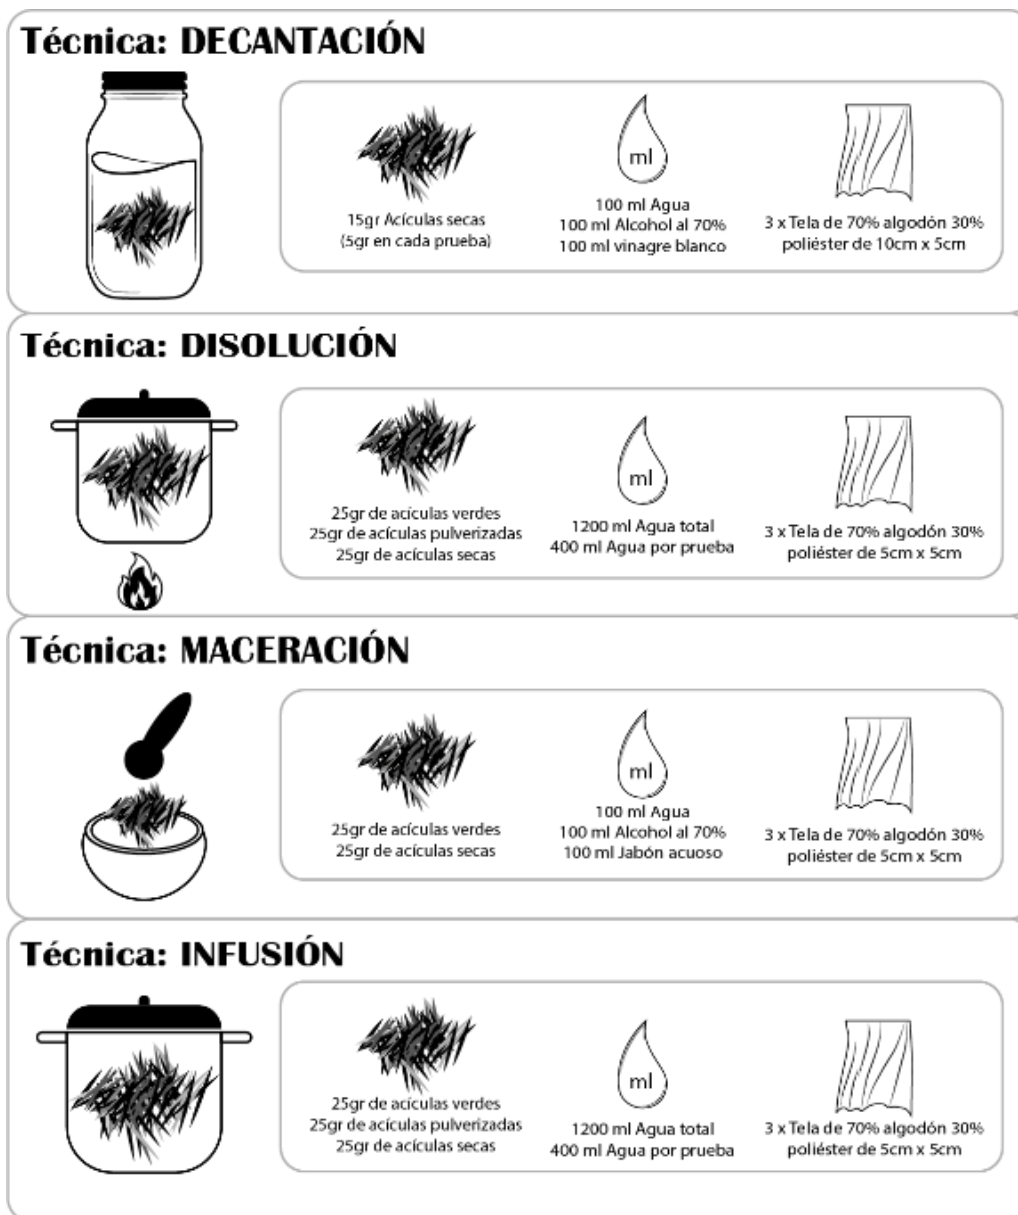 Técnica: DECANTACIÓN
15gr Acículas secas
(5gr en cada prueba)
ml
100 ml Agua
100 ml Alcohol al 70%
100 ml vinagre blanco
3 x Tela de 70% algodón 30%
poliéster de 10cm x 5cm
Técnica: DISOLUCIÓN
25gr de acículas verdes
25gr de acículas pulverizadas
25gr de acículas secas
ml
1200 ml Agua total
400 ml Agua por prueba
3 x Tela de 70% algodón 30%
poliéster de 5cm x 5cm
Técnica: MACERACIÓN
25gr de acículas verdes
25gr de acículas secas
ml
100 ml Agua
100 ml Alcohol al 70%
100 ml Jabón acuoso
3 x Tela de 70% algodón 30%
poliéster de 5cm x 5cm
Técnica: INFUSIÓN
25gr de acículas verdes
25gr de acículas pulverizadas
25gr de acículas secas
ml
1200 ml Agua total
400 ml Agua por prueba
3 x Tela de 70% algodón 30%
poliéster de 5cm x 5cm